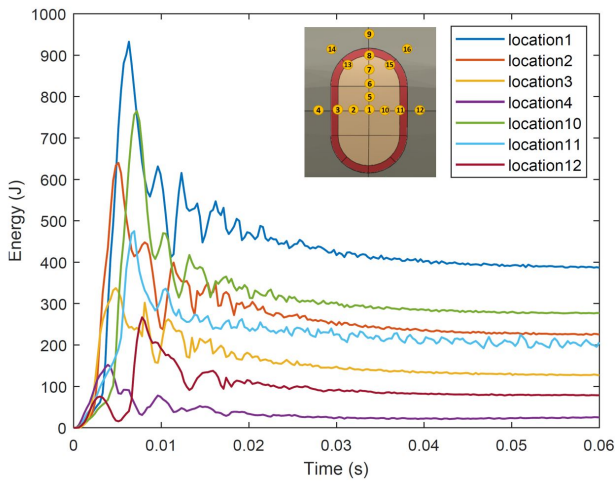 1000
900
800
700
600
500
400
300
200
100
0
Energy (J)
0 0.01 0.02 0.03 0.04 0.05 0.06
Time (s)
9
14 16
8
13 15
7
6
5
4 3 2 1 10 11 12
location1
location2
location3
location4
location10
location11
location12